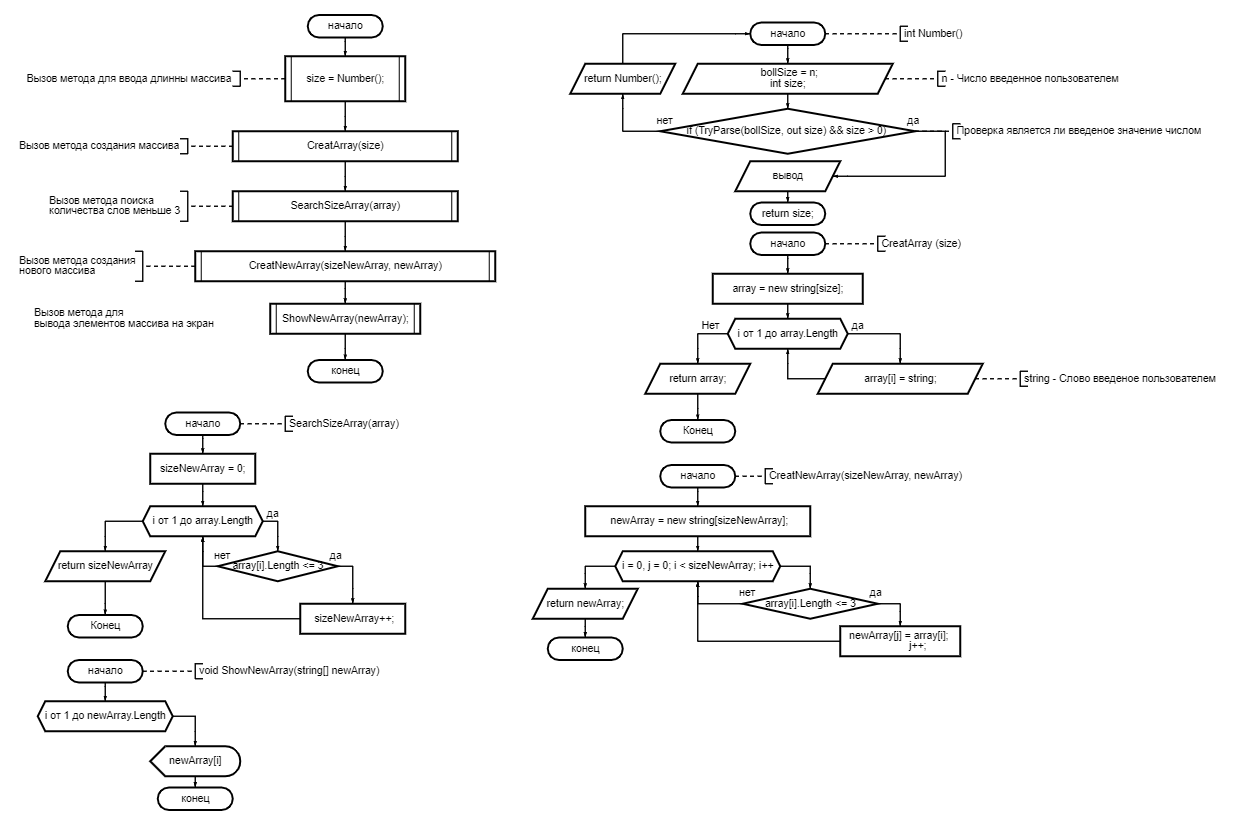 начало
Вызов метода для ввода длинны массива
size = Number();
Вызов метода создания массива
CreatArray(size)
Вызов метода поиска
количества слов меньше 3
SearchSizeArray(array)
Вызов метода создания
нового массива
CreatNewArray(sizeNewArray, newArray)
Вызов метода для
вывода элементов массива на экран
ShowNewArray(newArray);
конец
начало
int Number()
return Number();
bollSize = n;
int size;
n - Число введенное пользователем
нет
if (TryParse(bollSize, out size) && size > 0)
да
Проверка является ли введеное значение числом
вывод
return size;
начало
CreatArray (size)
array = new string[size];
Нет
i от 1 до array.Length
да
return array;
array[i] = string;
string - Слово введеное пользователем
Конец
начало
SearchSizeArray(array)
sizeNewArray = 0;
i от 1 до array.Length
да
return sizeNewArray
нет
array[i].Length <= 3
да
sizeNewArray++;
Конец
начало
CreatNewArray(sizeNewArray, newArray)
newArray = new string[sizeNewArray];
i = 0, j = 0; i < sizeNewArray; i++
return newArray;
нет
array[i].Length <= 3
да
newArray[j] = array[i];
j++;
конец
начало
void ShowNewArray(string[] newArray)
i от 1 до newArray.Length
newArray[i]
конец